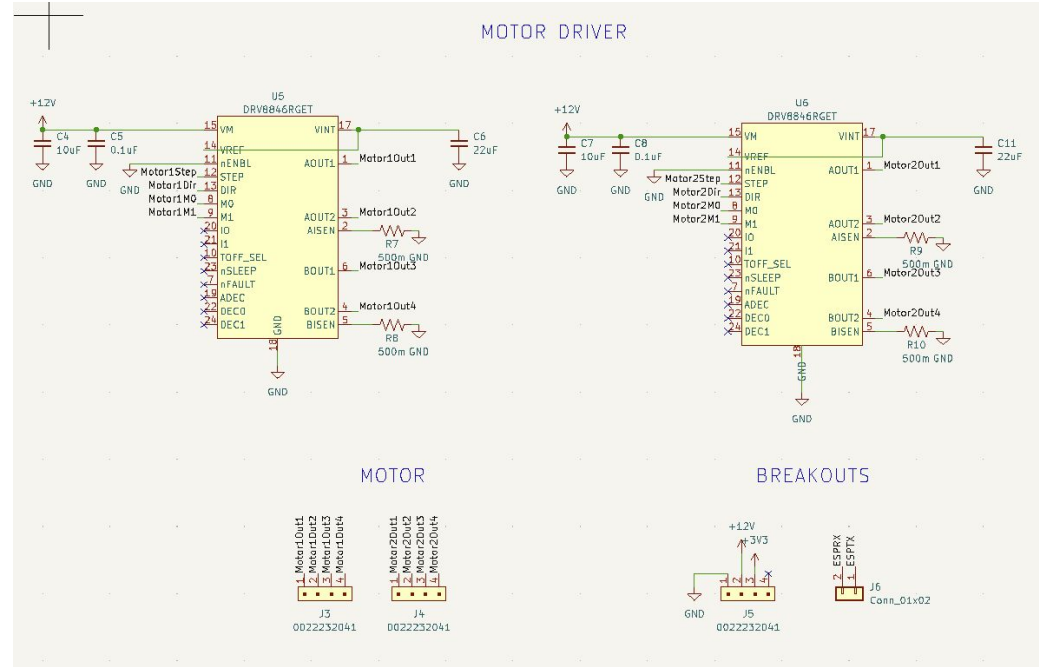 MOTOR DRIVER
U5
DRV8846RGET
+12V
C4
10uF
C5
0.1uF
GND
GND
GND
15 VM
14 VREF
11 nENBL
Motor1Step 12 STEP
Motor1Dir 13 DIR
Motor1M0 8 M0
Motor1M1 9 M1
20 I0
21 I1
10 TOFF_SEL
23 nSLEEP
7 nFAULT
19 ADEC
22 DEC0
24 DEC1
VINT 17
AOUT1 1 Motor1Out1
AOUT2 3 Motor1Out2
AISEN 2
R7
500m GND
BOUT1 6 Motor1Out3
BOUT2 4 Motor1Out4
BISEN 5
R8
500m GND
GND
18
GND
C6
22uF
GND
U6
DRV8846RGET
+12V
C7
10uF
C8
0.1uF
GND
GND
GND
15 VM
14 VREF
11 nENBL
Motor2Step 12 STEP
Motor2Dir 13 DIR
Motor2M0 8 M0
Motor2M1 9 M1
20 I0
21 I1
10 TOFF_SEL
23 nSLEEP
7 nFAULT
19 ADEC
22 DEC0
24 DEC1
VINT 17
AOUT1 1 Motor2Out1
AOUT2 3 Motor2Out2
AISEN 2
R9
500m GND
BOUT1 6 Motor2Out3
BOUT2 4 Motor2Out4
BISEN 5
R10
500m GND
18
GND
GND
C11
22uF
GND
MOTOR
Motor1Out1
Motor1Out2
Motor1Out3
Motor1Out4
1 2 3 4
J3
0022232041
Motor2Out1
Motor2Out2
Motor2Out3
Motor2Out4
1 2 3 4
J4
0022232041
BREAKOUTS
+12V
+3V3
GND
1 2 3 4
J5
0022232041
ESPRX
ESPTX
2 1
J6
Conn_01x02